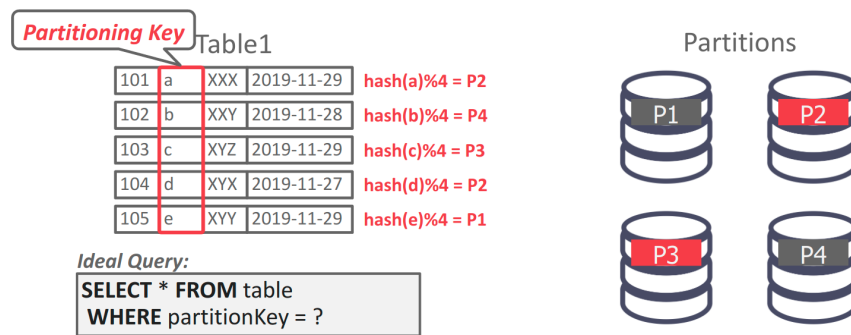 Partitioning Key
Table1
101 a XXX 2019-11-29 hash(a)%4 = P2
102 b XXY 2019-11-28 hash(b)%4 = P4
103 c XYZ 2019-11-29 hash(c)%4 = P3
104 d XYX 2019-11-27 hash(d)%4 = P2
105 e XYY 2019-11-29 hash(e)%4 = P1
Ideal Query:
SELECT * FROM table
WHERE partitionKey = ?
Partitions
P1 P2
P3 P4